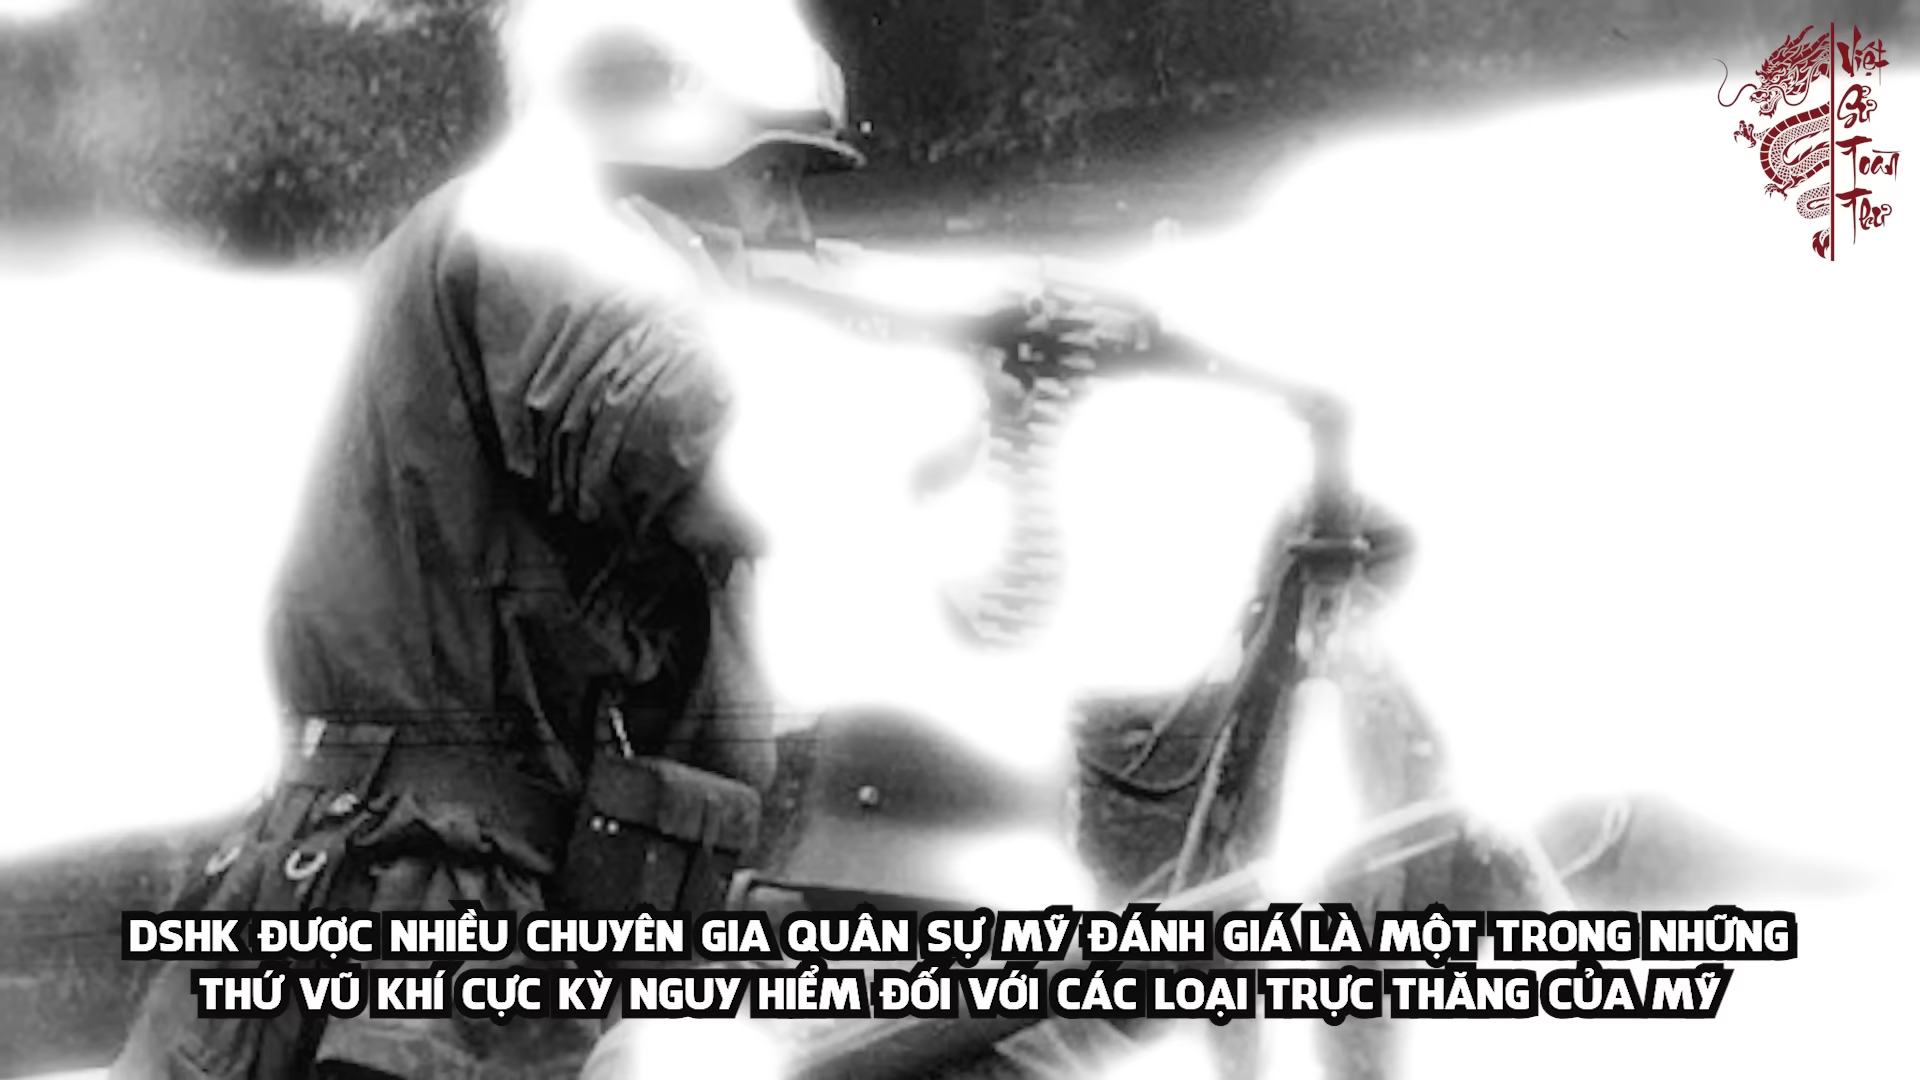 Việt
Sử
Toàn
Thư
DSHK ĐƯỢC NHIỀU CHUYÊN GIA QUÂN SỰ MỸ ĐÁNH GIÁ LÀ MỘT TRONG NHỮNG
THỨ VŨ KHÍ CỰC KỲ NGUY HIỂM ĐỐI VỚI CÁC LOẠI TRỰC THĂNG CỦA MỸ